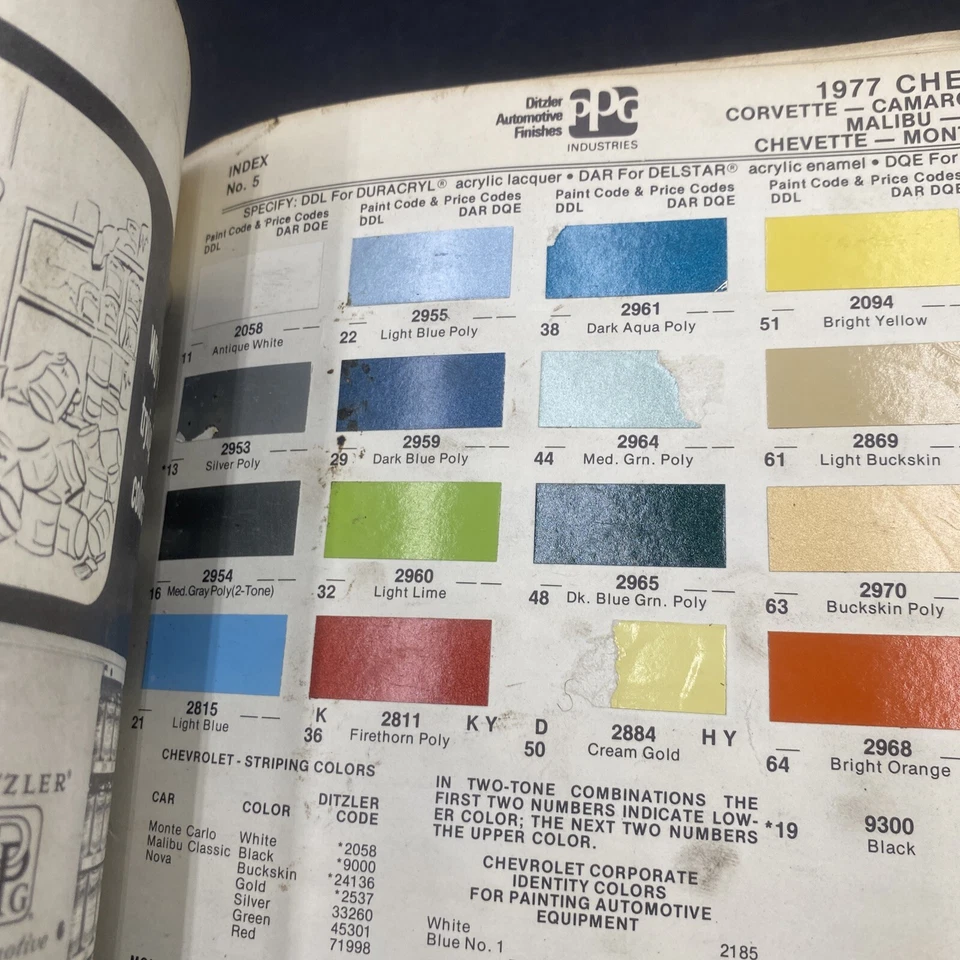 Ditzler
Automotive
Finishes
PPG
INDUSTRIES
1977 CHE
CORVETTE — CAMARO
MALIBU —
CHEVETTE — MONT
INDEX
No. 5
SPECIFY: DDL For DURACRYL® acrylic lacquer • DAR For DELSTAR® acrylic enamel • DQE For
Paint Code & Price Codes
DDL DAR DQE
Paint Code & Price Codes
DDL DAR DQE
Paint Code & Price Codes
DDL DAR DQE
Paint Code & Price Codes
DDL DAR DQE
2058
11 Antique White
2955
22 Light Blue Poly
2961
38 Dark Aqua Poly
2094
51 Bright Yellow
2953
*13 Silver Poly
2959
29 Dark Blue Poly
2964
44 Med. Grn. Poly
2869
61 Light Buckskin
2954
16 Med. Gray Poly (2-Tone)
2960
32 Light Lime
2965
48 Dk. Blue Grn. Poly
2970
63 Buckskin Poly
2815
21 Light Blue
K 2811 K Y
36 Firethorn Poly
D 2884 H Y
50 Cream Gold
2968
64 Bright Orange
CHEVROLET - STRIPING COLORS
CAR COLOR DITZLER
CODE
Monte Carlo White *2058
Malibu Classic Black *9000
Nova Buckskin *24136
Gold *2537
Silver 33260
Green 45301
Red 71998
IN TWO-TONE COMBINATIONS THE
FIRST TWO NUMBERS INDICATE LOW-
ER COLOR; THE NEXT TWO NUMBERS
THE UPPER COLOR.
*19 9300
Black
CHEVROLET CORPORATE
IDENTITY COLORS
FOR PAINTING AUTOMOTIVE
EQUIPMENT
White
Blue No. 1 2185
TZLER
PG